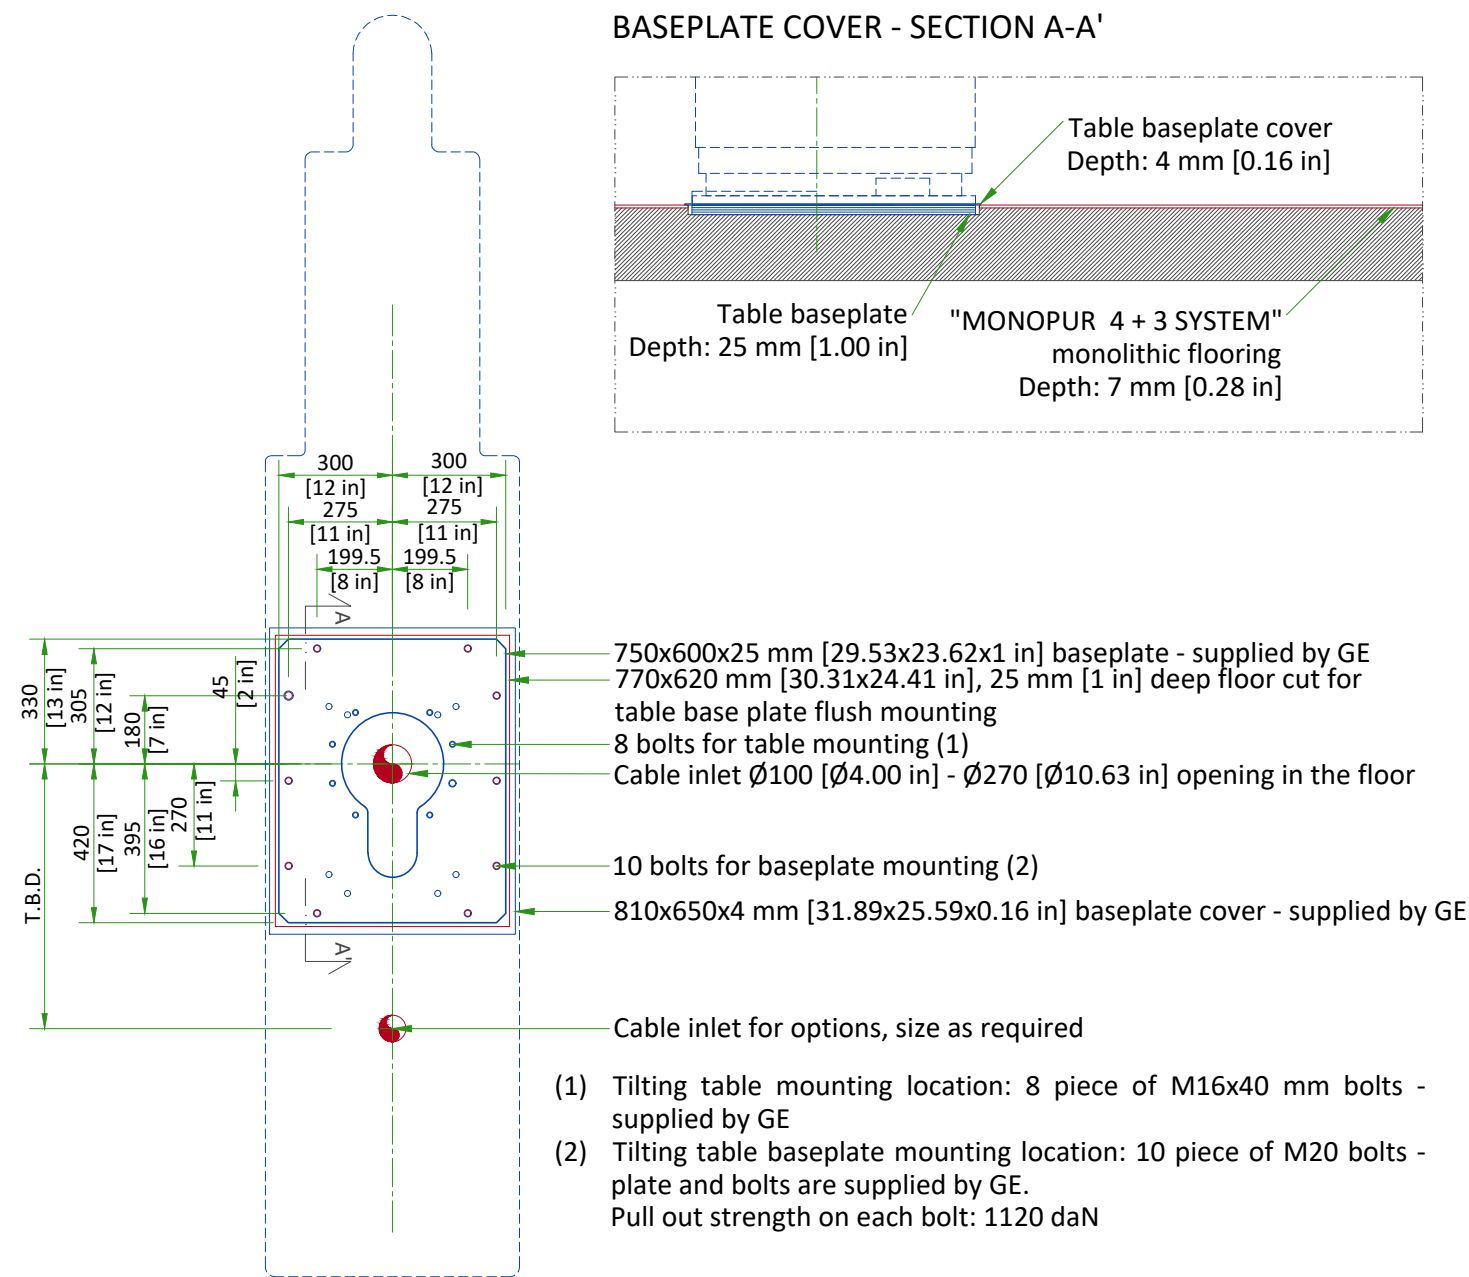 BASEPLATE COVER - SECTION A-A'
Table baseplate cover
Depth: 4 mm [0.16 in]
Table baseplate
Depth: 25 mm [1.00 in]
"MONOPUR 4 + 3 SYSTEM"
monolithic flooring
Depth: 7 mm [0.28 in]
300
[12 in]
300
[12 in]
275
[11 in]
275
[11 in]
199.5
[8 in]
199.5
[8 in]
A
330
[13 in]
305
[12 in]
180
[7 in]
45
[2 in]
420
[17 in]
395
[16 in]
270
[11 in]
T.B.D.
A'
750x600x25 mm [29.53x23.62x1 in] baseplate - supplied by GE
770x620 mm [30.31x24.41 in], 25 mm [1 in] deep floor cut for
table base plate flush mounting
8 bolts for table mounting (1)
Cable inlet Ø100 [Ø4.00 in] - Ø270 [Ø10.63 in] opening in the floor
10 bolts for baseplate mounting (2)
810x650x4 mm [31.89x25.59x0.16 in] baseplate cover - supplied by GE
Cable inlet for options, size as required
(1) Tilting table mounting location: 8 piece of M16x40 mm bolts -
supplied by GE
(2) Tilting table baseplate mounting location: 10 piece of M20 bolts -
plate and bolts are supplied by GE.
Pull out strength on each bolt: 1120 daN